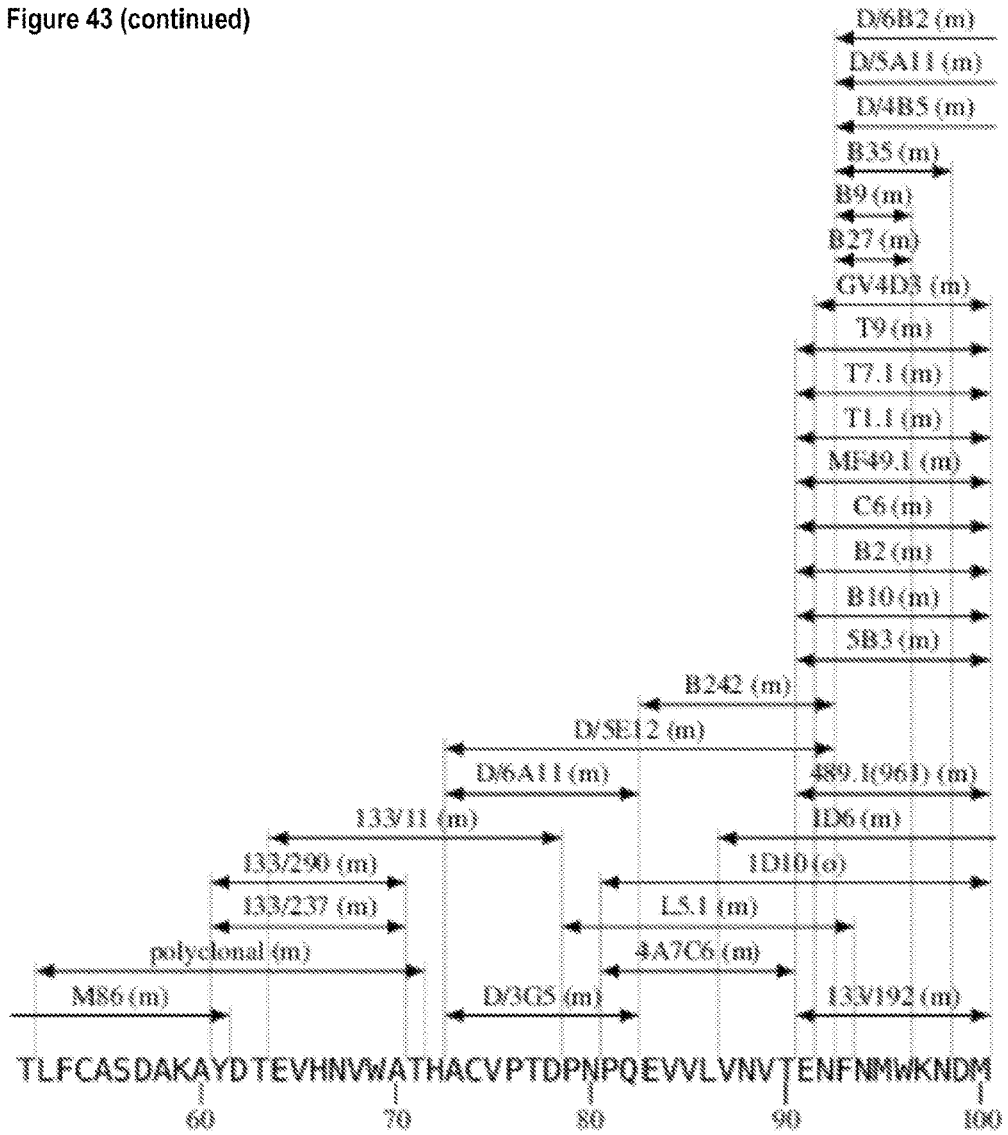 Figure 43 (continued)
D/6B2 (m)
D/5A11 (m)
D/4B5 (m)
B35 (m)
B9 (m)
B27 (m)
GV4D3 (m)
T9 (m)
T7.1 (m)
T1.1 (m)
MF49.1 (m)
C6 (m)
B2 (m)
B10 (m)
5B3 (m)
B242 (m)
D/5E12 (m)
D/6A11 (m) 489.1(961) (m)
133/11 (m) 1D6 (m)
133/290 (m) 1D10 (o)
133/237 (m) L5.1 (m)
polyclonal (m) 4A7C6 (m)
M86 (m) D/3G5 (m) 133/192 (m)
TLFCASDAKAYDTEVHNVWATHACVPTDPNPQEVVLVNVTENFNMWKNDM
60 70 80 90 100